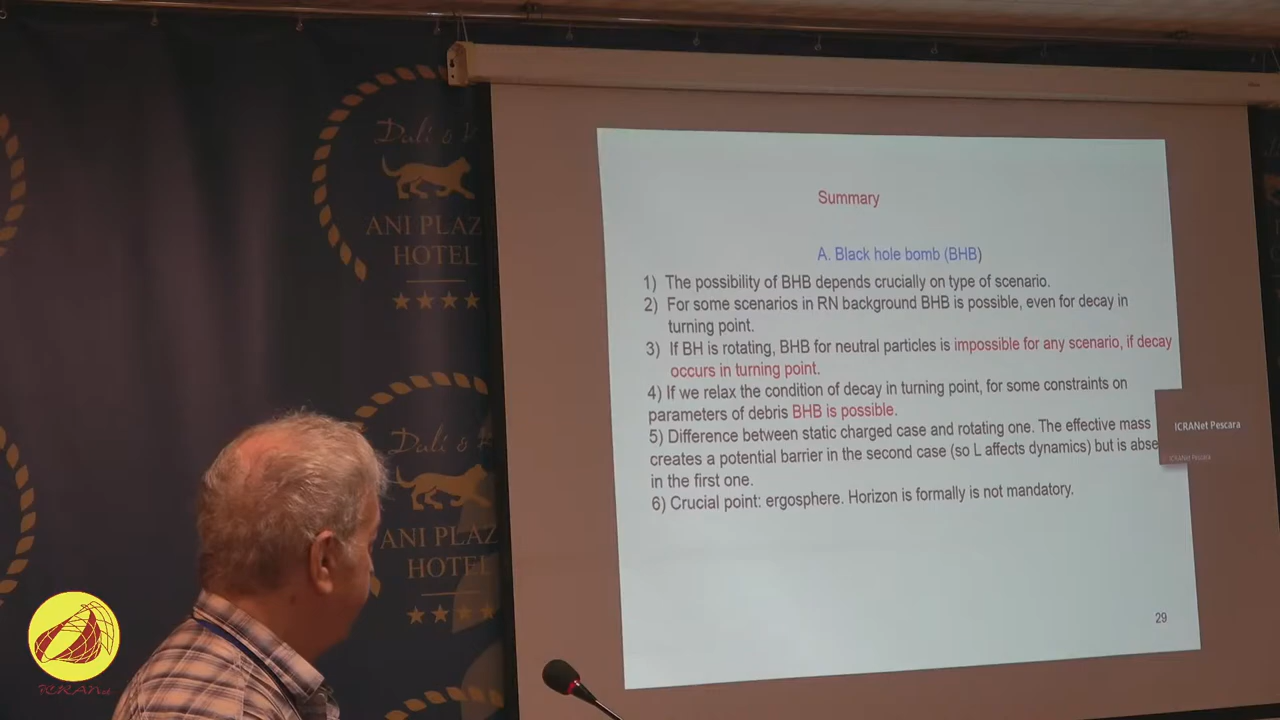 Dali &
ANI PLAZ
HOTEL
Dali &
ANI PLAZ
HOTEL
Summary
A. Black hole bomb (BHB)
1) The possibility of BHB depends crucially on type of scenario.
2) For some scenarios in RN background BHB is possible, even for decay in
turning point.
3) If BH is rotating, BHB for neutral particles is impossible for any scenario, if decay
occurs in turning point.
4) If we relax the condition of decay in turning point, for some constraints on
parameters of debris BHB is possible.
5) Difference between static charged case and rotating one. The effective mass
creates a potential barrier in the second case (so L affects dynamics) but is abse
in the first one.
6) Crucial point: ergosphere. Horizon is formally is not mandatory.
29
ICRANet Pescara
ICRANet Pescara
ICRANet